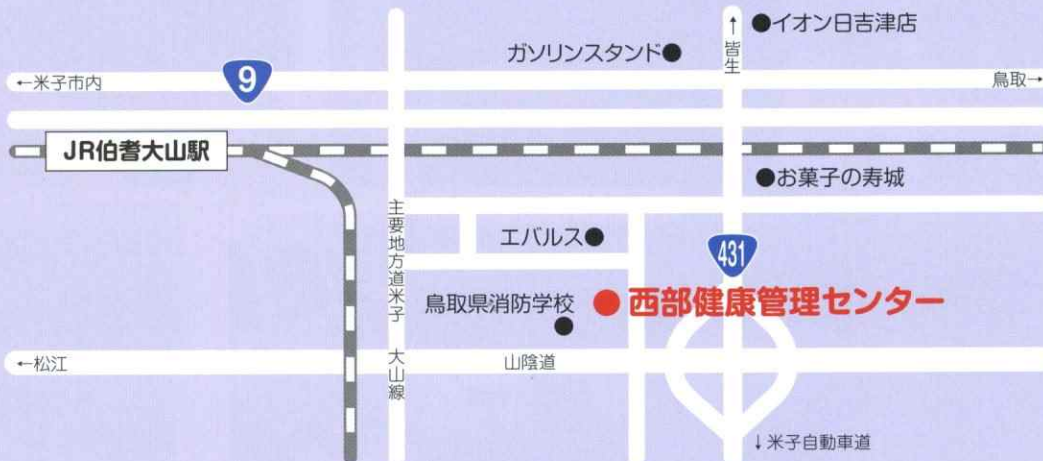 ●イオン日吉津店
↑皆生
ガソリンスタンド●
←米子市内
9
鳥取→
JR伯耆大山駅
●お菓子の寿城
主要地方道米子 大山線
エバルス●
431
鳥取県消防学校
●西部健康管理センター
←松江
山陰道
↓米子自動車道